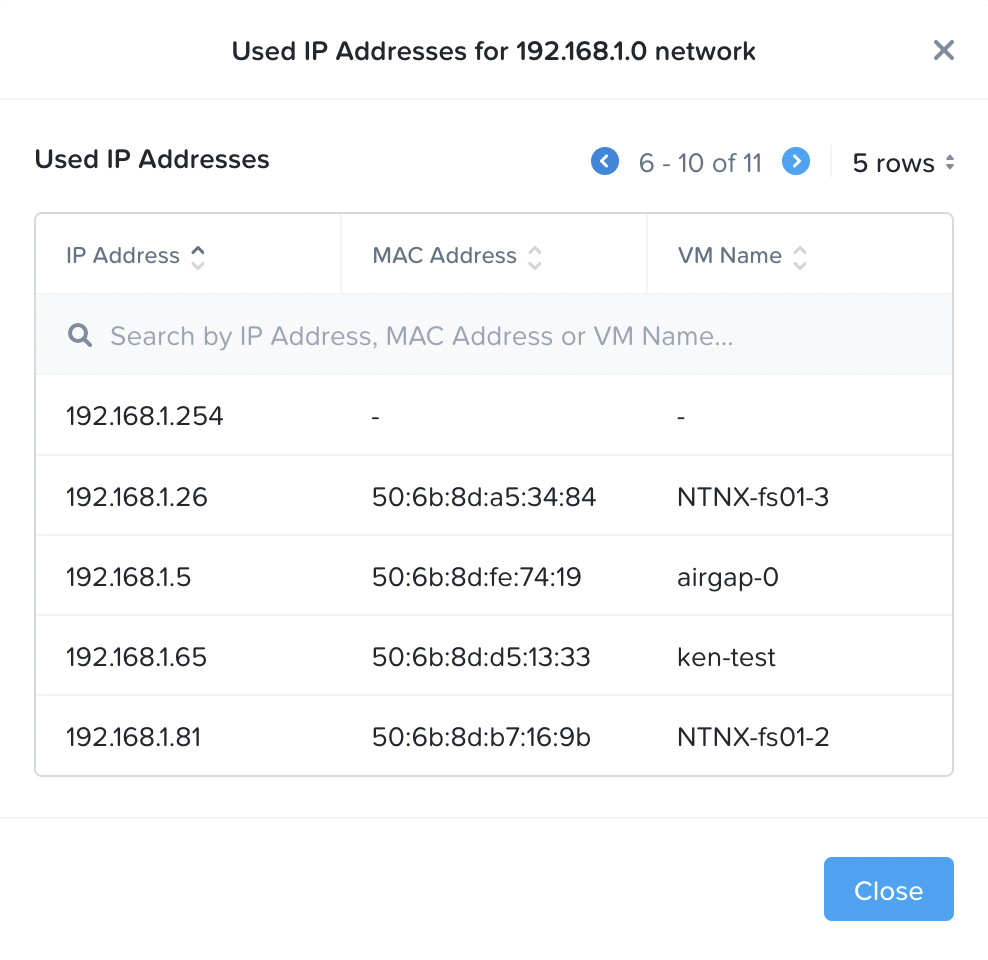 Used IP Addresses for 192.168.1.0 network
Used IP Addresses 6 - 10 of 11 5 rows
IP Address MAC Address VM Name
Search by IP Address, MAC Address or VM Name...
192.168.1.254 - -
192.168.1.26 50:6b:8d:a5:34:84 NTNX-fs01-3
192.168.1.5 50:6b:8d:fe:74:19 airgap-0
192.168.1.65 50:6b:8d:d5:13:33 ken-test
192.168.1.81 50:6b:8d:b7:16:9b NTNX-fs01-2
Close